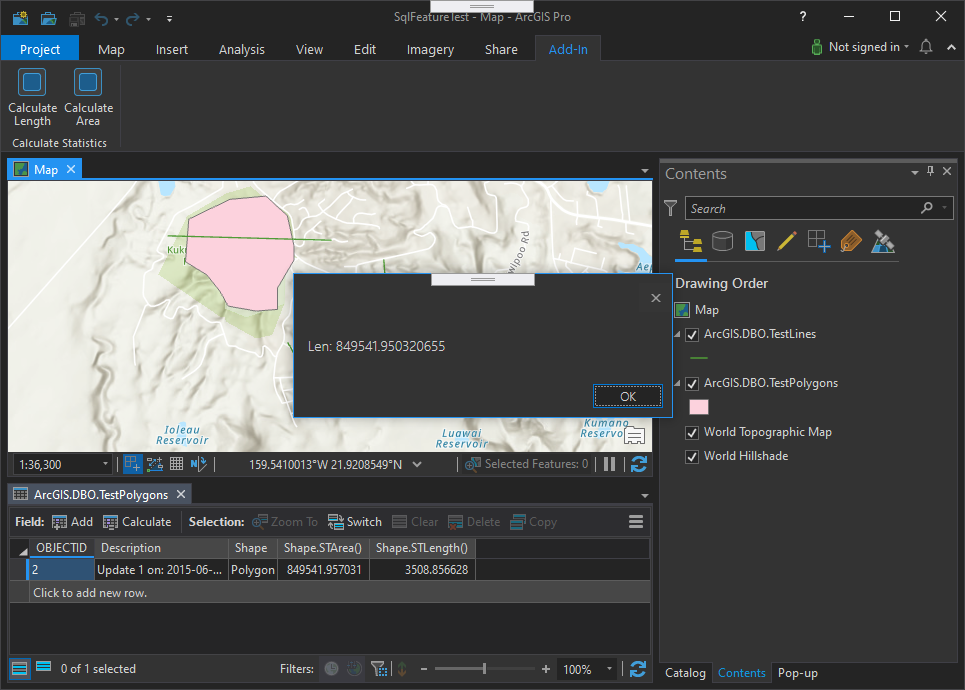 SqlFeatureTest - Map - ArcGIS Pro
?
Project Map Insert Analysis View Edit Imagery Share Add-In
Not signed in
Calculate Length
Calculate Area
Calculate Statistics
Map
Contents
Search
Drawing Order
Map
ArcGIS.DBO.TestLines
ArcGIS.DBO.TestPolygons
World Topographic Map
World Hillshade
Len: 849541.950320655
OK
Ioleau
Reservoir
Luawai
Reservoir
Kumano
1:36,300
159.5410013°W 21.9208549°N
Selected Features: 0
ArcGIS.DBO.TestPolygons
Field: Add Calculate Selection: Zoom To Switch Clear Delete Copy
OBJECTID Description Shape Shape.STArea() Shape.STLength()
2 Update 1 on: 2015-06-... Polygon 849541.957031 3508.856628
Click to add new row.
0 of 1 selected
Filters:
- + 100%
Catalog Contents Pop-up